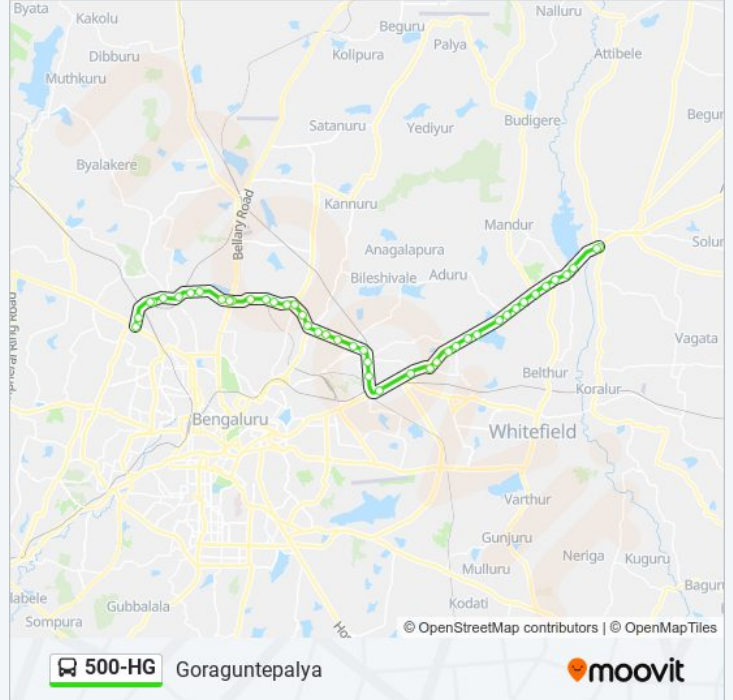 Byata
Kakolu
Nalluru
Beguru
Palya
Dibburu
Kolipura
Attibele
Muthkuru
Satanuru
Yediyur
Budigere
Begur
Byalakere
Kannuru
Bellary Road
Mandur
Anagalapura
Solur
Bileshivale
Aduru
Vagata
Belthur
Koralur
Bengaluru
Whitefield
Varthur
Gunjuru
Neriga
Kuguru
Mulluru
Bagur
Kodati
Gubbalala
Sompura
© OpenStreetMap contributors | © OpenMapTiles
500-HG Goraguntepalya
moovit